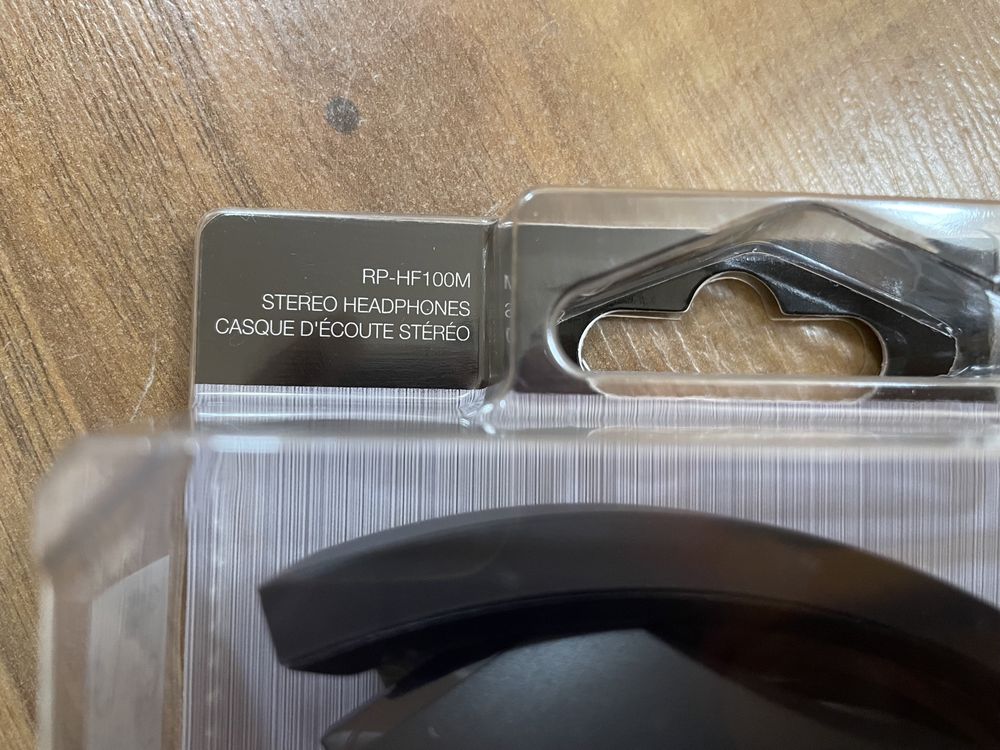 RP-HF100M
STEREO HEADPHONES
CASQUE D'ÉCOUTE STÉRÉO